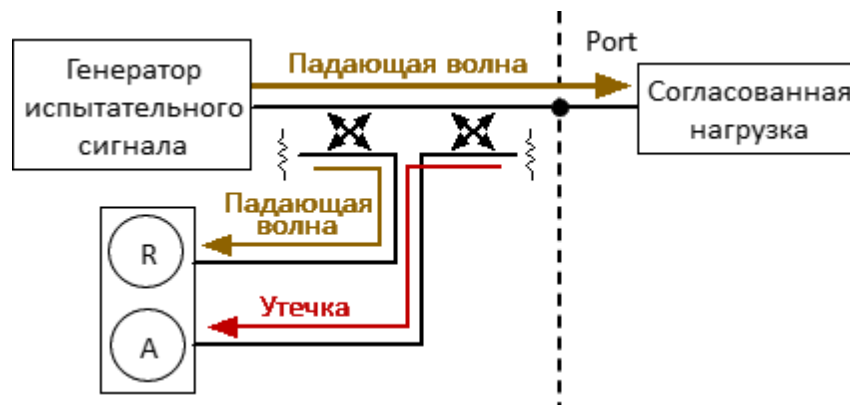 Генератор
испытательного
сигнала
Падающая волна
Port
Согласованная
нагрузка
Падающая
волна
R
Утечка
A